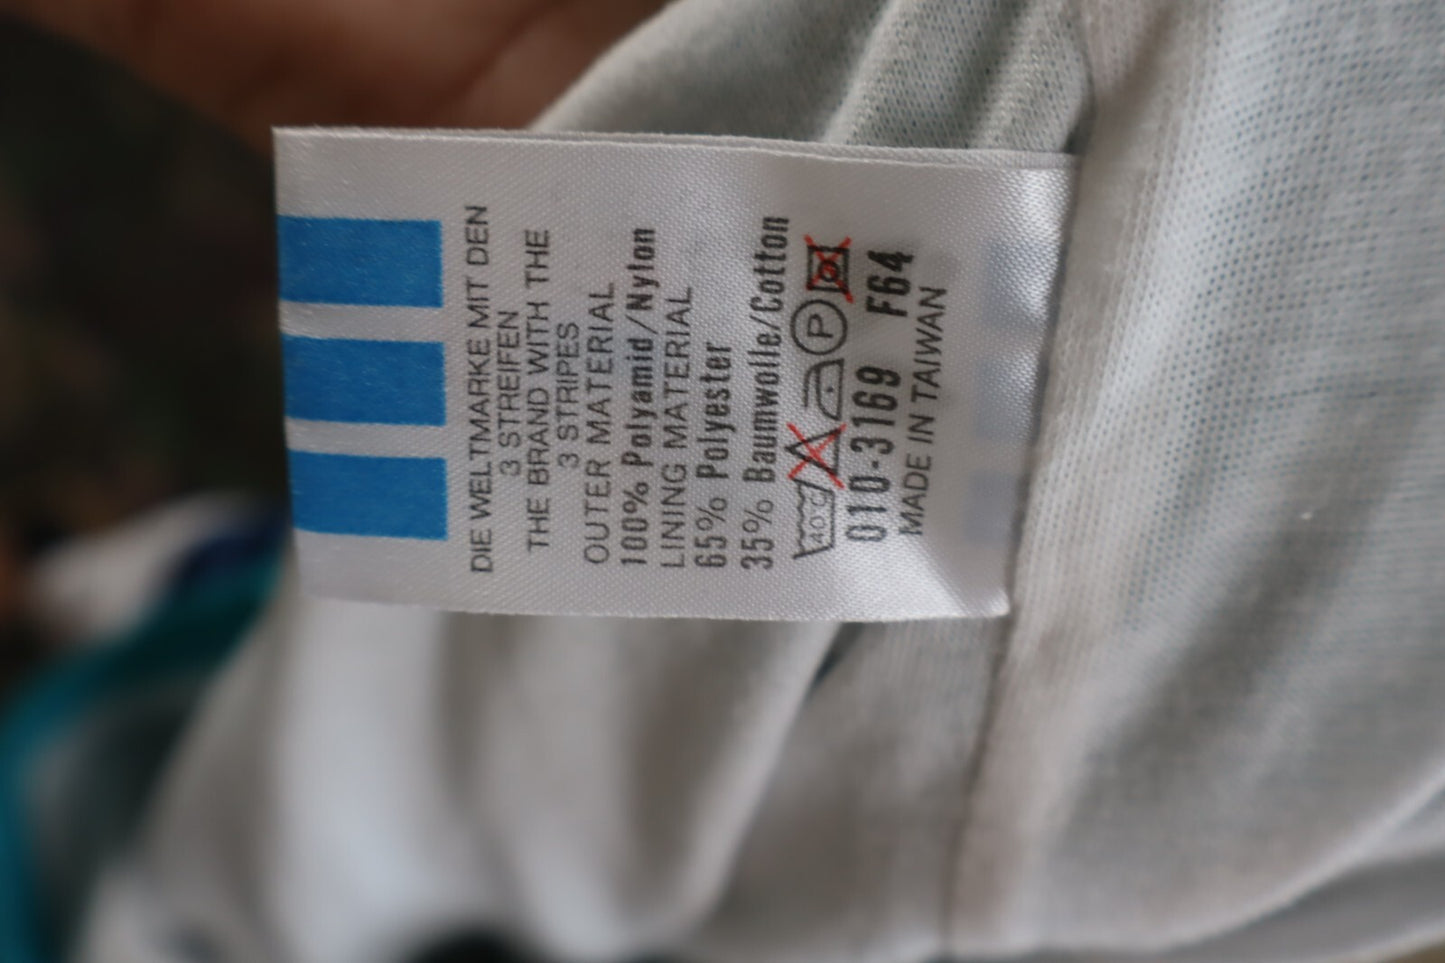 DIE WELTMARKE MIT DEN
3 STREIFEN
THE BRAND WITH THE
3 STRIPES
OUTER MATERIAL
100% Polyamid/Nylon
LINING MATERIAL
65% Polyester
35% Baumwolle/Cotton
40°C P
010-3169 F64
MADE IN TAIWAN